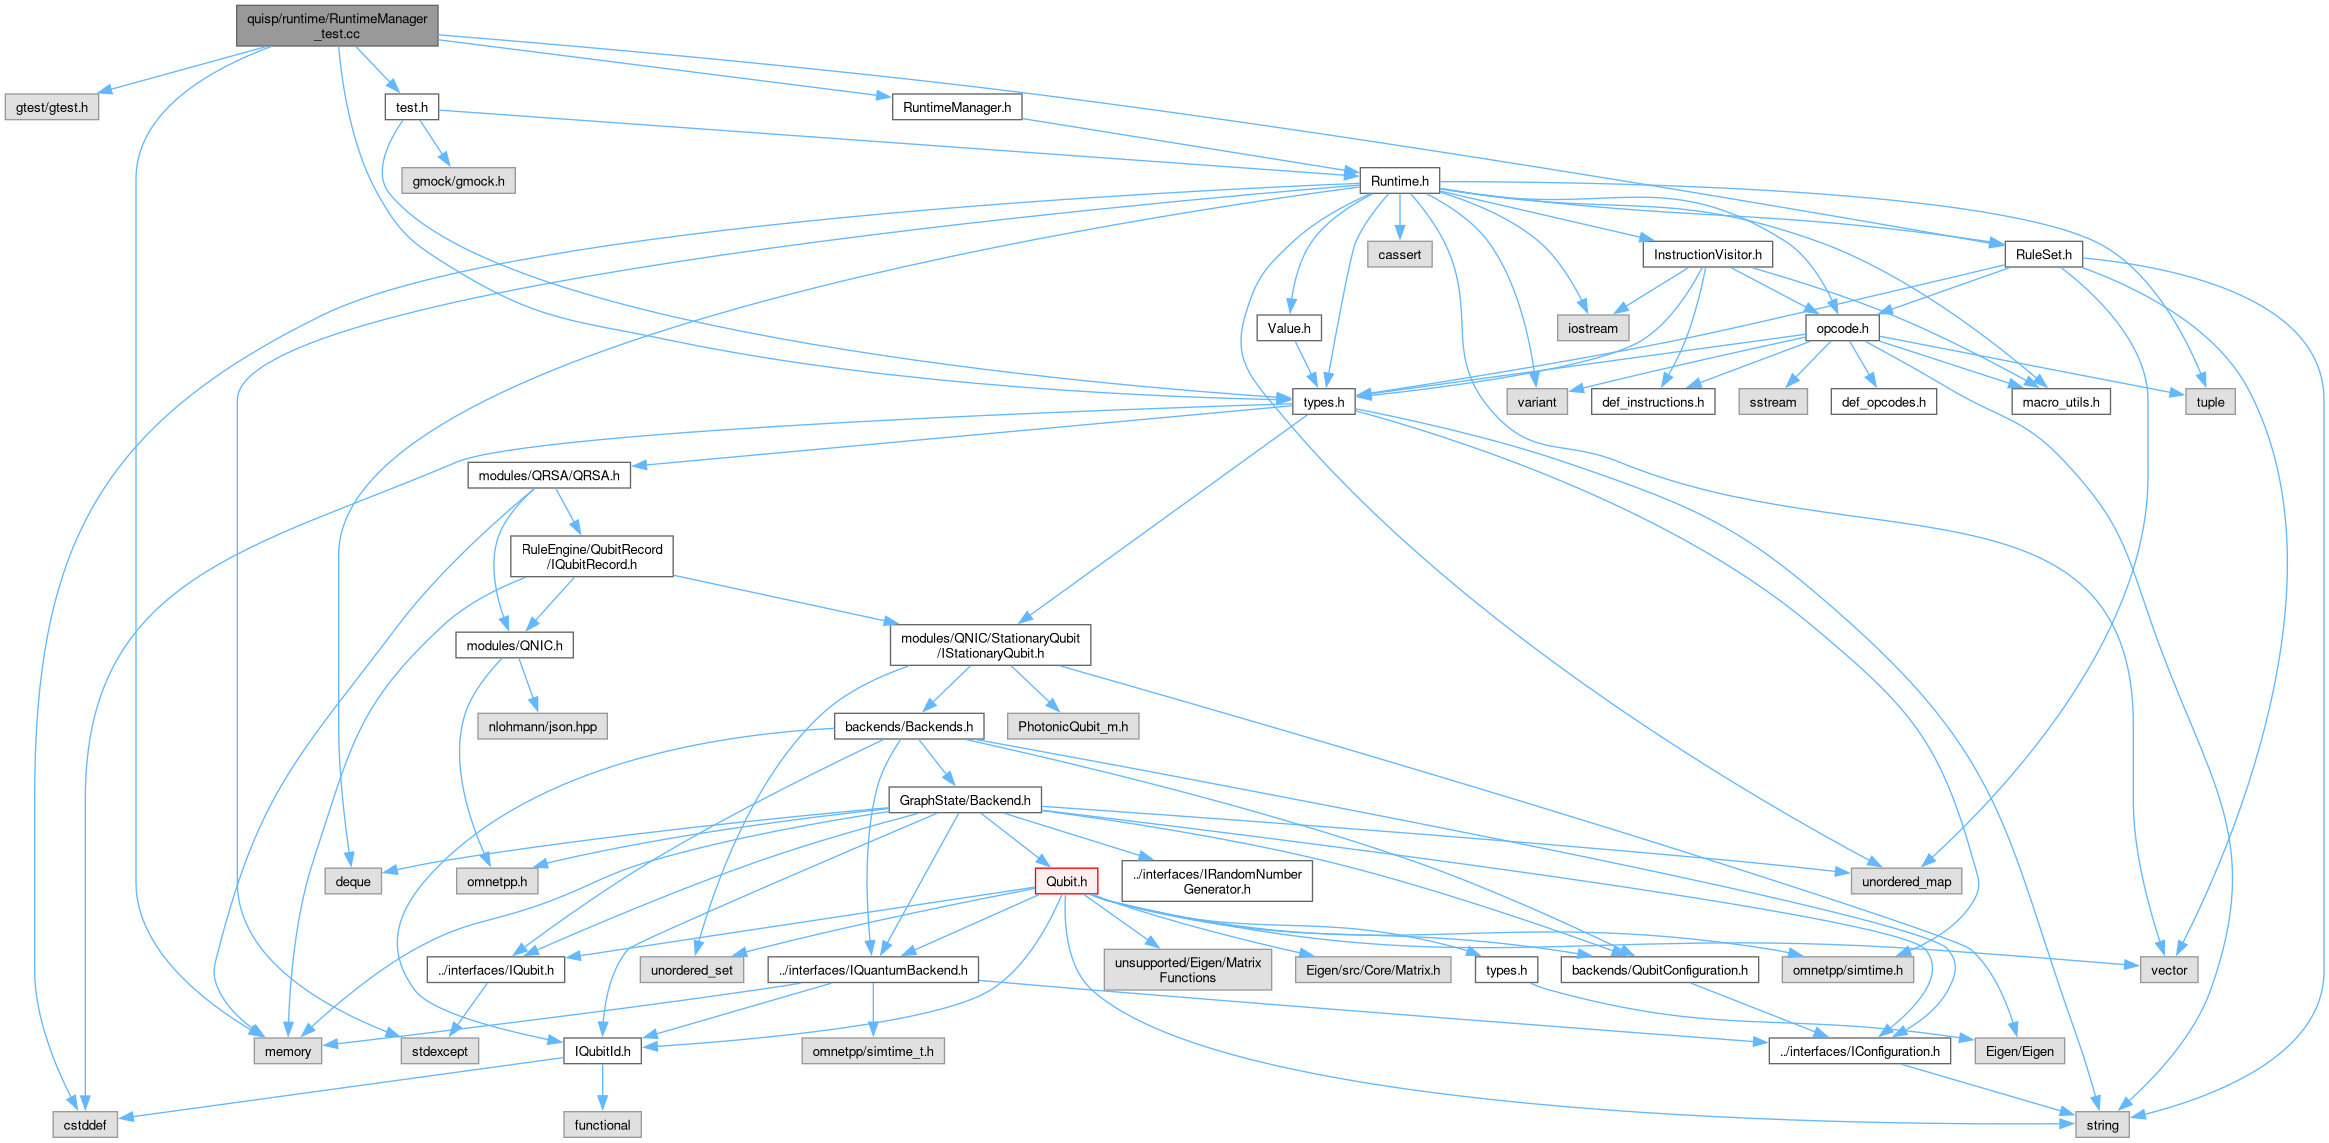 quisp/runtime/RuntimeManager
_test.cc
gtest/gtest.h
test.h
RuntimeManager.h
gmock/gmock.h
Runtime.h
cassert
InstructionVisitor.h
RuleSet.h
Value.h
iostream
opcode.h
types.h
variant
def_instructions.h
sstream
def_opcodes.h
macro_utils.h
tuple
modules/QRSA/QRSA.h
RuleEngine/QubitRecord
/IQubitRecord.h
modules/QNIC.h
modules/QNIC/StationaryQubit
/IStationaryQubit.h
nlohmann/json.hpp
backends/Backends.h
PhotonicQubit_m.h
GraphState/Backend.h
deque
omnetpp.h
Qubit.h
../interfaces/IRandomNumber
Generator.h
unordered_map
../interfaces/IQubit.h
unordered_set
../interfaces/IQuantumBackend.h
unsupported/Eigen/Matrix
Functions
Eigen/src/Core/Matrix.h
types.h
backends/QubitConfiguration.h
omnetpp/simtime.h
vector
memory
stdexcept
IQubitId.h
omnetpp/simtime_t.h
../interfaces/IConfiguration.h
Eigen/Eigen
cstddef
functional
string